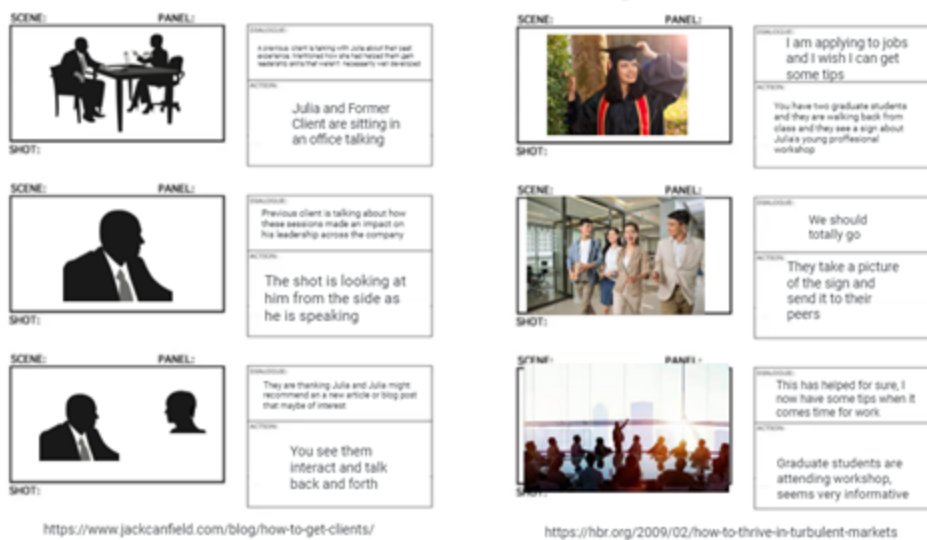 SCENE: PANEL:
DIALOGUE:
A previous client is talking with Julia about their past
experience. Mentioned how she had helped them gain
leadership skills that weren't necessarily well developed
ACTION:
Julia and Former
Client are sitting in
an office talking
SHOT:
SCENE: PANEL:
DIALOGUE:
Previous client is talking about how
these sessions made an impact on
his leadership across the company
ACTION:
The shot is looking at
him from the side as
he is speaking
SHOT:
SCENE: PANEL:
DIALOGUE:
They are thanking Julia and Julia might
recommend an a new article or blog post
that maybe of interest
ACTION:
You see them
interact and talk
back and forth
SHOT:
https://www.jackcanfield.com/blog/how-to-get-clients/
SCENE: PANEL:
DIALOGUE:
I am applying to jobs
and I wish I can get
some tips
ACTION:
You have two graduate students
and they are walking back from
class and they see a sign about
Julia's young proffesional
workshop
SHOT:
SCENE: PANEL:
DIALOGUE:
We should
totally go
ACTION:
They take a picture
of the sign and
send it to their
peers
SHOT:
SCENE: PANEL:
DIALOGUE:
This has helped for sure, I
now have some tips when it
comes time for work
ACTION:
Graduate students are
attending workshop,
seems very informative
SHOT:
https://hbr.org/2009/02/how-to-thrive-in-turbulent-markets